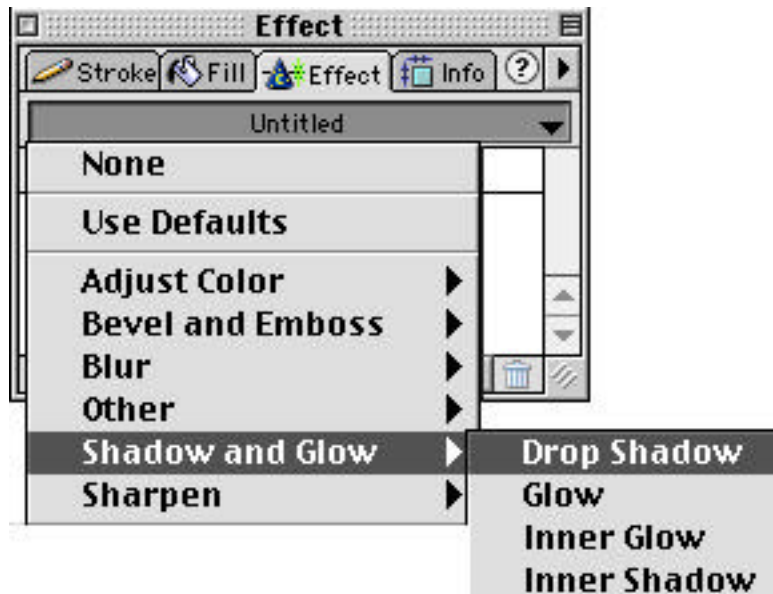 Effect
Stroke Fill Effect Info ?
Untitled
None
Use Defaults
Adjust Color
Bevel and Emboss
Blur
Other
Shadow and Glow
Sharpen
Drop Shadow
Glow
Inner Glow
Inner Shadow